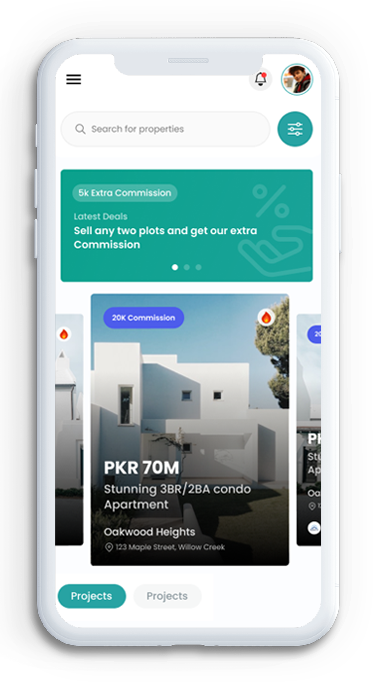 Search for properties
5k Extra Commission
Latest Deals
Sell any two plots and get our extra
Commission
20K Commission
20
PKR 70M
Stunning 3BR/2BA condo
Apartment
Oakwood Heights
123 Maple Street, Willow Creek
Projects
Projects